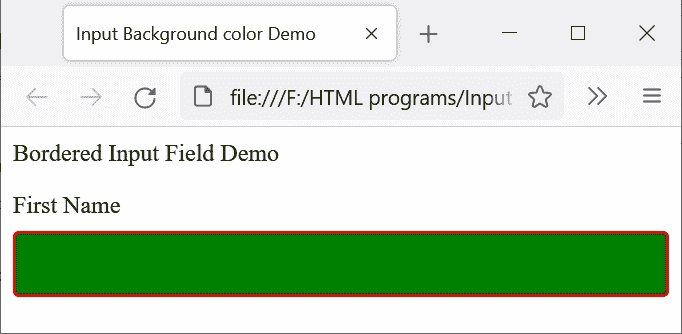 Input Background color Demo
file:///F:/HTML programs/Input
Bordered Input Field Demo
First Name